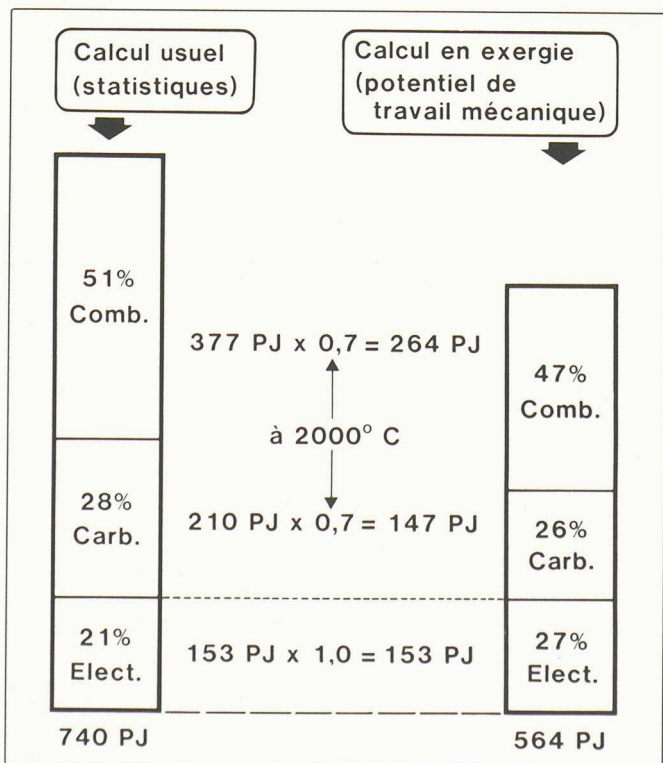 Calcul usuel
(statistiques)
Calcul en exergie
(potentiel de
travail mécanique)
51%
Comb.
377 PJ x 0,7 = 264 PJ
47%
Comb.
à 2000° C
28%
Carb.
210 PJ x 0,7 = 147 PJ
26%
Carb.
21%
Elect.
153 PJ x 1,0 = 153 PJ
27%
Elect.
740 PJ
564 PJ